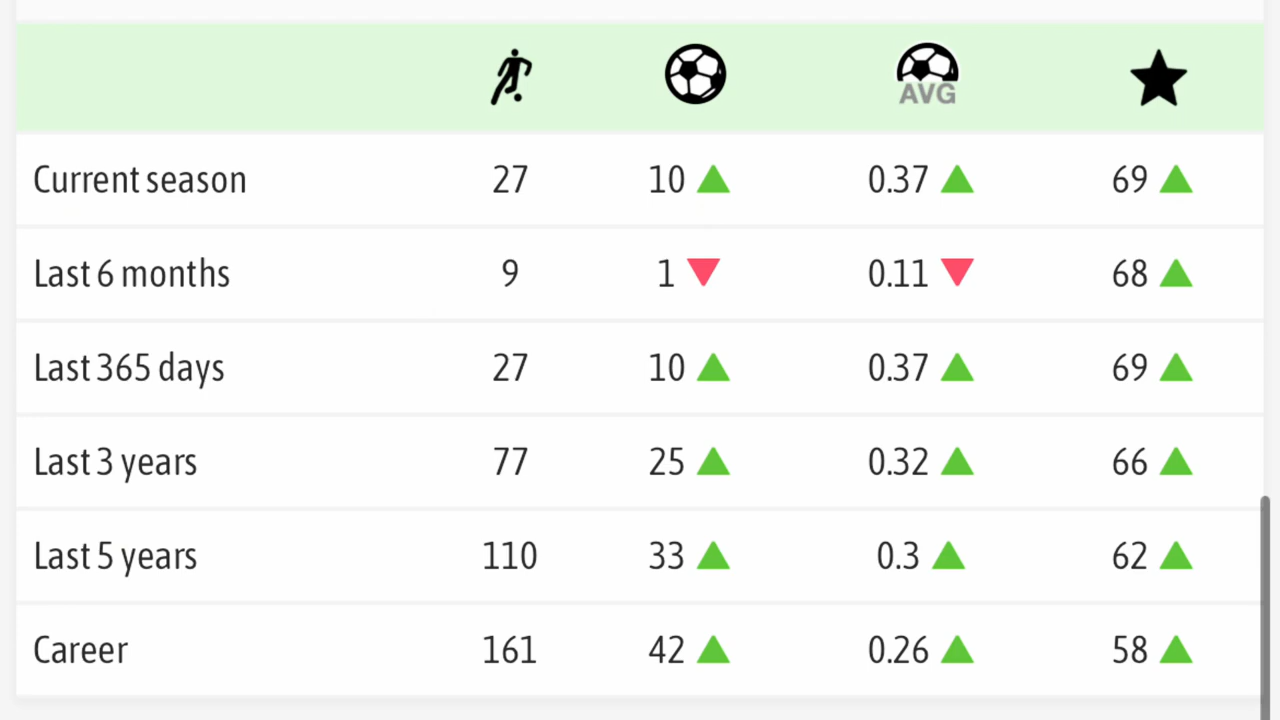 AVG
Current season 27 10 0.37 69
Last 6 months 9 1 0.11 68
Last 365 days 27 10 0.37 69
Last 3 years 77 25 0.32 66
Last 5 years 110 33 0.3 62
Career 161 42 0.26 58